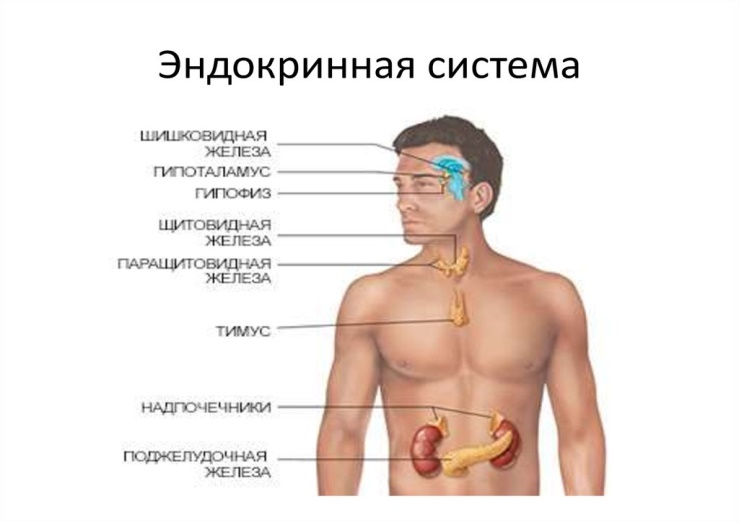 Эндокринная система
ШИШКОВИДНАЯ
ЖЕЛЕЗА
ГИПОТАЛАМУС
ГИПОФИЗ
ЩИТОВИДНАЯ
ЖЕЛЕЗА
ПАРАЩИТОВИДНАЯ
ЖЕЛЕЗА
ТИМУС
НАДПОЧЕЧНИКИ
ПОДЖЕЛУДОЧНАЯ
ЖЕЛЕЗА